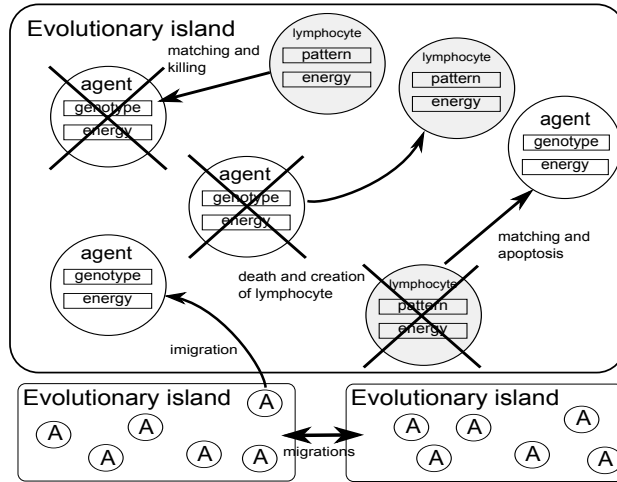 Evolutionary island
matching and
killing
lymphocyte
pattern
energy
lymphocyte
pattern
energy
agent
genotype
energy
agent
genotype
energy
agent
genotype
energy
matching and
apoptosis
agent
genotype
energy
death and creation
of lymphocyte
lymphocyte
pattern
energy
imigration
Evolutionary island
A
A
A
A
A
A
migrations
Evolutionary island
A
A
A
A
A
A